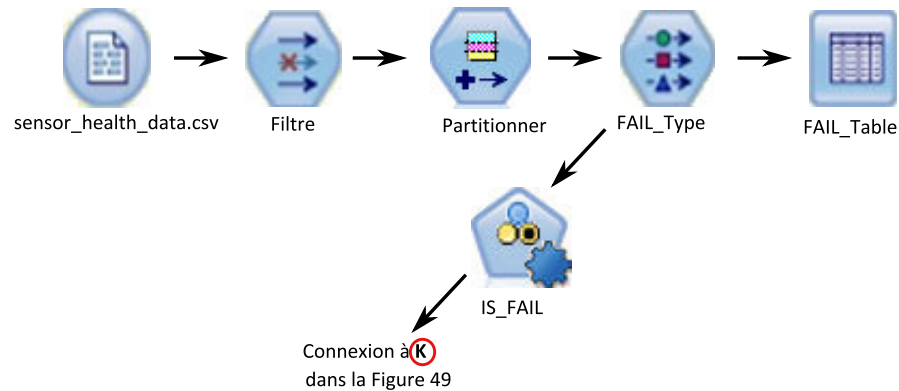 sensor_health_data.csv
Filtre
Partitionner
FAIL_Type
FAIL_Table
IS_FAIL
Connexion à K
dans la Figure 49